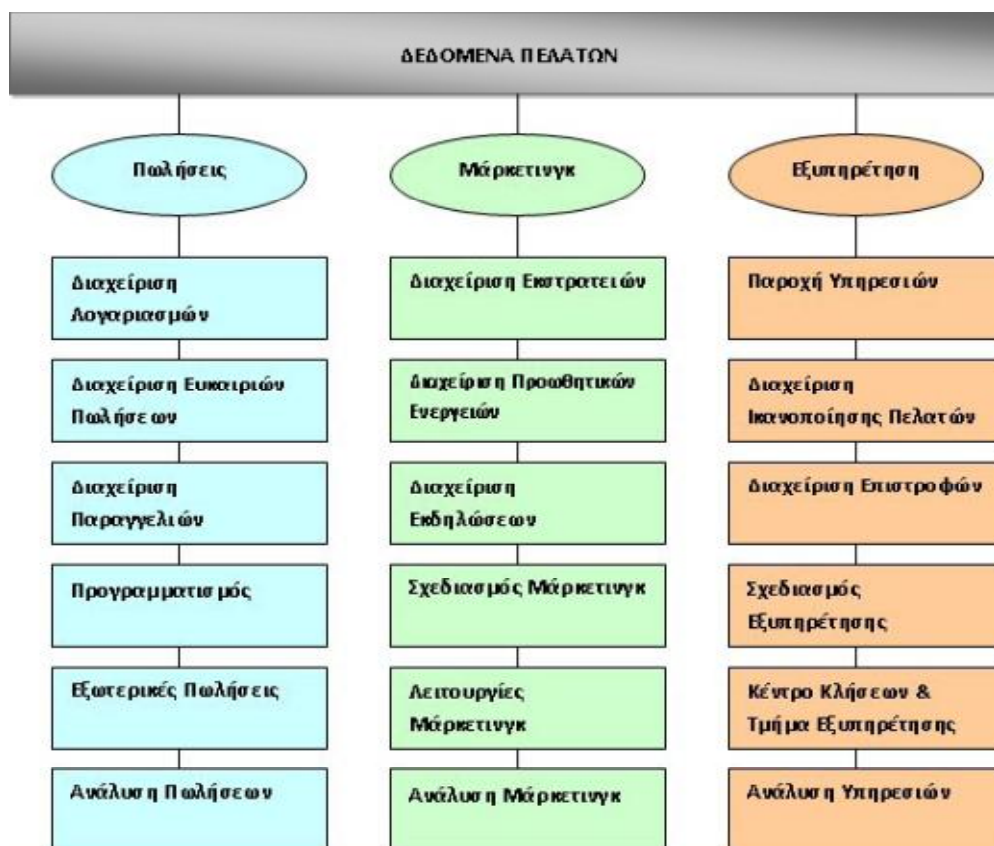 ΔΕΔΟΜΕΝΑ ΠΕΛΑΤΩΝ
Πωλήσεις
Διαχείριση
Λογαριασμών
Διαχείριση Ευκαιριών
Πωλήσεων
Διαχείριση
Παραγγελιών
Προγραμματισμός
Εξωτερικές Πωλήσεις
Ανάλυση Πωλήσεων
Μάρκετινγκ
Διαχείριση Εκστρατειών
Διαχείριση Προωθητικών
Ενεργειών
Διαχείριση
Εκδηλώσεων
Σχεδιασμός Μάρκετινγκ
Λειτουργίες
Μάρκετινγκ
Ανάλυση Μάρκετινγκ
Εξυπηρέτηση
Παροχή Υπηρεσιών
Διαχείριση
Ικανοποίησης Πελατών
Διαχείριση Επιστροφών
Σχεδιασμός
Εξυπηρέτησης
Κέντρο Κλήσεων &
Τμήμα Εξυπηρέτησης
Ανάλυση Υπηρεσιών